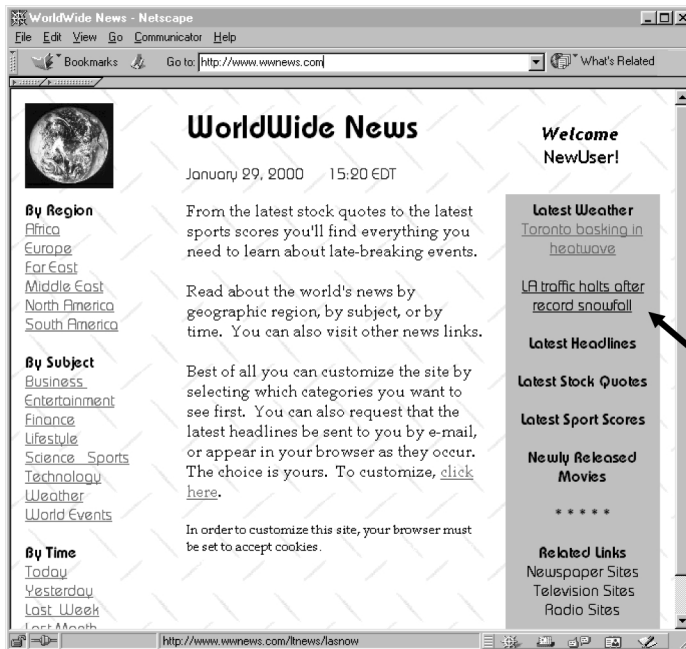 WorldWide News - Netscape
File Edit View Go Communicator Help
Bookmarks Go to: http://www.wwnews.com What's Related
WorldWide News
January 29, 2000 15:20 EDT
Welcome
NewUser!
By Region
Africa
Europe
Far East
Middle East
North America
South America
By Subject
Business
Entertainment
Finance
Lifestyle
Science Sports
Technology
Weather
World Events
By Time
Today
Yesterday
Last Week
Last Month
From the latest stock quotes to the latest
sports scores you'll find everything you
need to learn about late-breaking events.
Read about the world's news by
geographic region, by subject, or by
time. You can also visit other news links.
Best of all you can customize the site by
selecting which categories you want to
see first. You can also request that the
latest headlines be sent to you by e-mail,
or appear in your browser as they occur.
The choice is yours. To customize, click
here.
In order to customize this site, your browser must
be set to accept cookies.
Latest Weather
Toronto basking in
heatwave
LA traffic halts after
record snowfall
Latest Headlines
Latest Stock Quotes
Latest Sport Scores
Newly Released
Movies
* * * * *
Related Links
Newspaper Sites
Television Sites
Radio Sites
http://www.wwnews.com/ltnews/lasnow